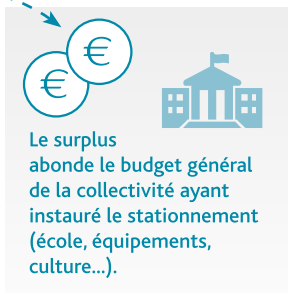 €
€
Le surplus
abonde le budget général
de la collectivité ayant
instauré le stationnement
(école, équipements,
culture...).